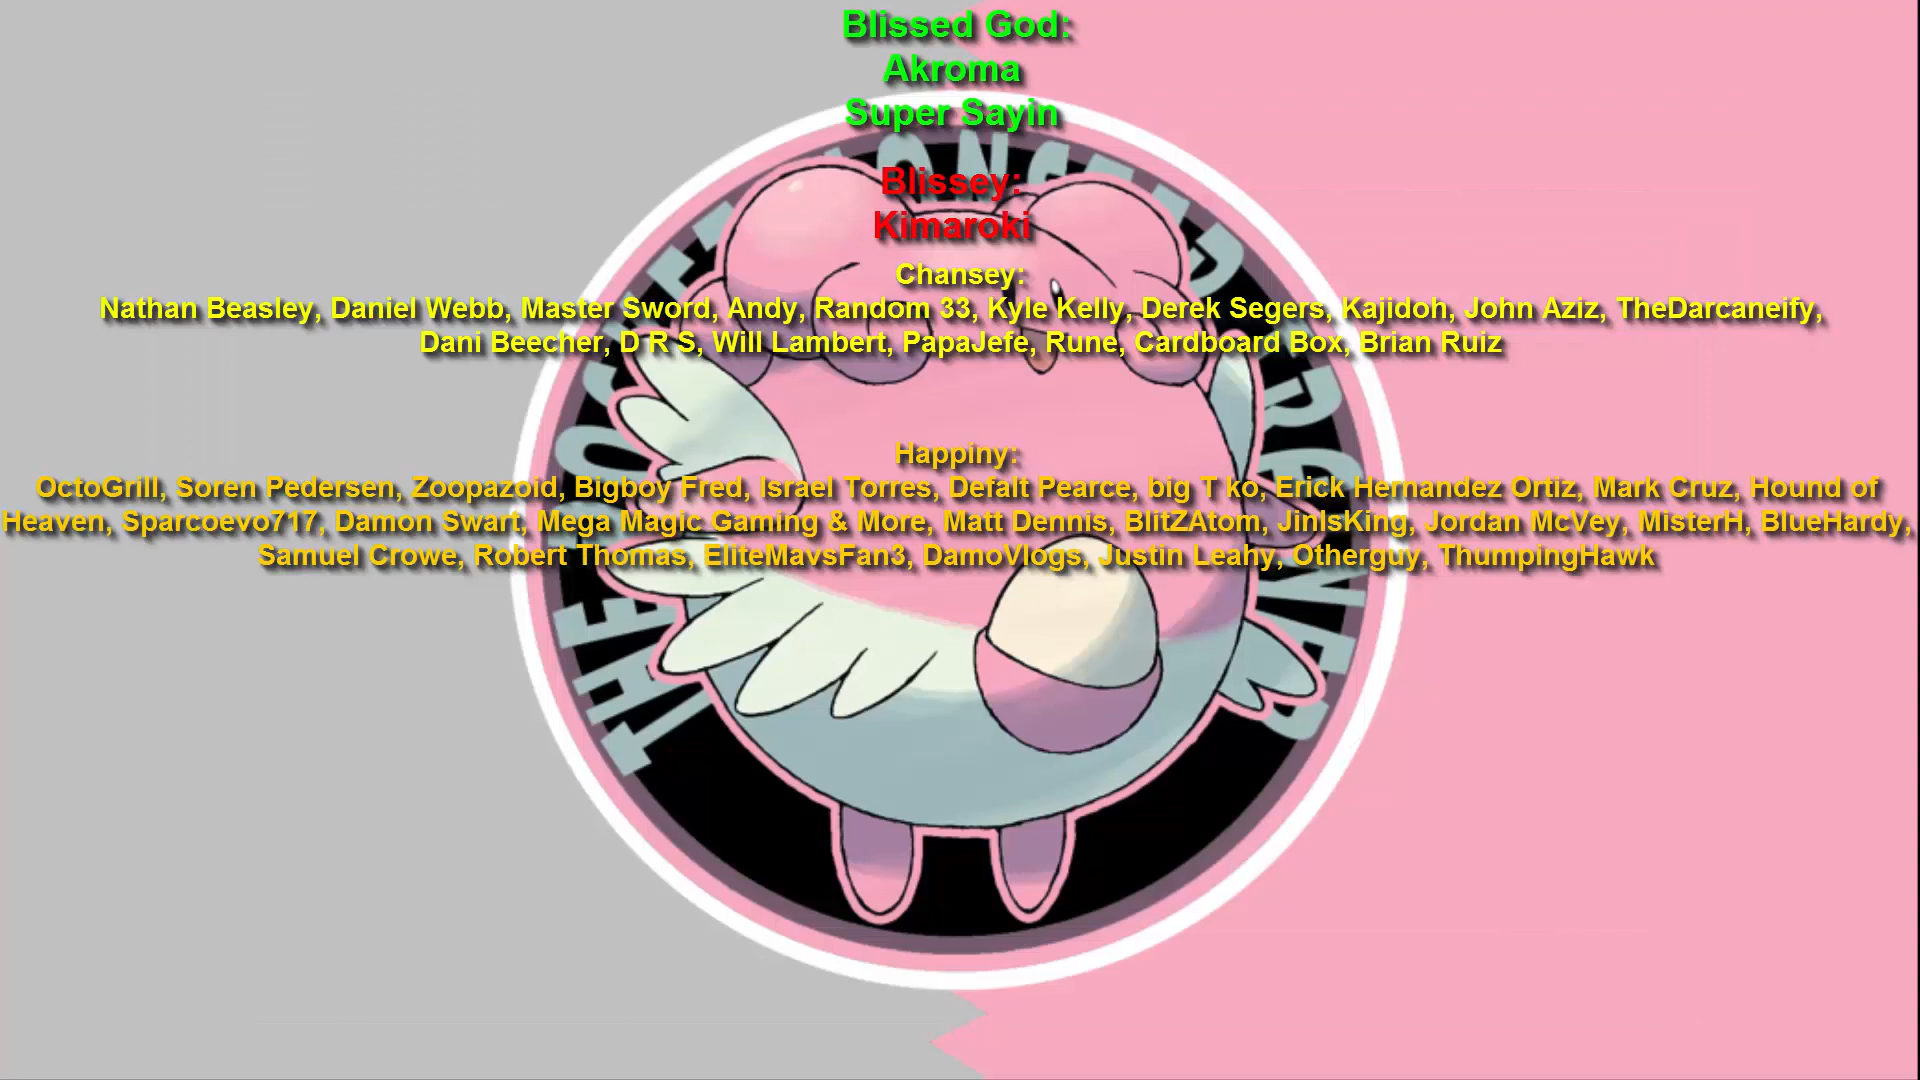 Blissed God:
Akroma
Super Sayin
Blissey:
Kimaroki
Chansey:
Nathan Beasley, Daniel Webb, Master Sword, Andy, Random 33, Kyle Kelly, Derek Segers, Kajidoh, John Aziz, TheDarcaneify,
Dani Beecher, D R S, Will Lambert, PapaJefe, Rune, Cardboard Box, Brian Ruiz
Happiny:
OctoGrill, Soren Pedersen, Zoopazoid, Bigboy Fred, Israel Torres, Defalt Pearce, big T ko, Erick Hernandez Ortiz, Mark Cruz, Hound of
Heaven, Sparcoevo717, Damon Swart, Mega Magic Gaming & More, Matt Dennis, BlitZAtom, JinIsKing, Jordan McVey, MisterH, BlueHardy,
Samuel Crowe, Robert Thomas, EliteMavsFan3, DamoVlogs, Justin Leahy, Otherguy, ThumpingHawk
THE